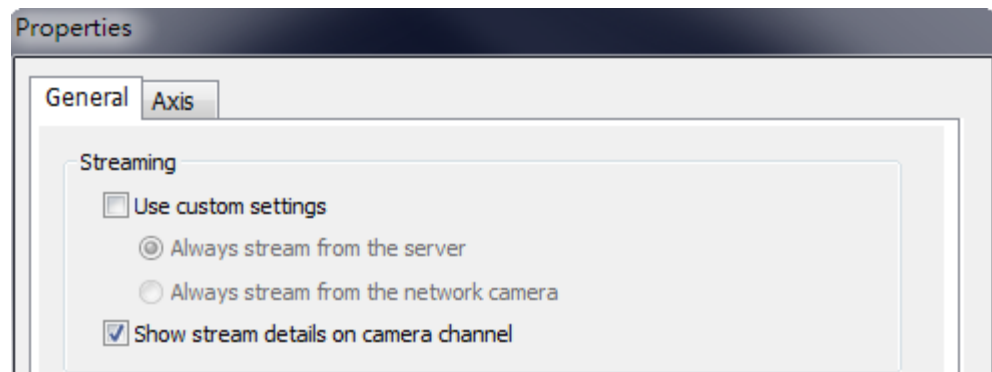 Properties
General Axis
Streaming
Use custom settings
Always stream from the server
Always stream from the network camera
Show stream details on camera channel